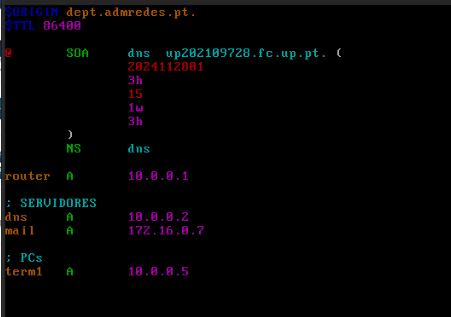 $ORIGIN dept.admredes.pt.
$TTL 86400
@ SOA dns up202109728.fc.up.pt. (
2024112801
3h
15
1w
3h
)
NS dns
router A 10.0.0.1
; SERVIDORES
dns A 10.0.0.2
mail A 172.16.0.7
; PCs
term1 A 10.0.0.5